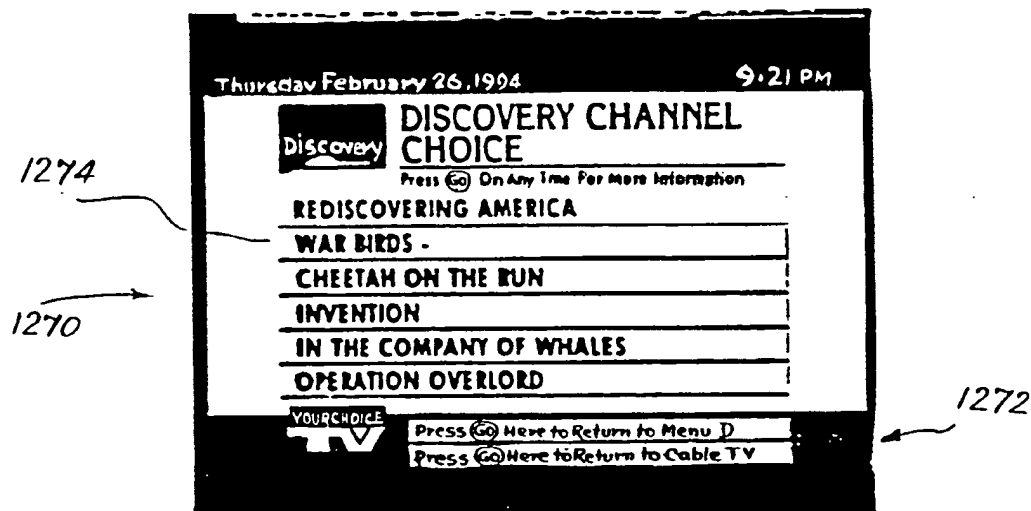 Thursday February 26, 1994 9:21 PM
Discovery
DISCOVERY CHANNEL
CHOICE
Press Go On Any Time For More Information
REDISCOVERING AMERICA
1274
WAR BIRDS -
CHEETAH ON THE RUN
1270
INVENTION
IN THE COMPANY OF WHALES
OPERATION OVERLORD
1272
YOUR CHOICE
TV
Press Go Here to Return to Menu D
Press Go Here to Return to Cable TV